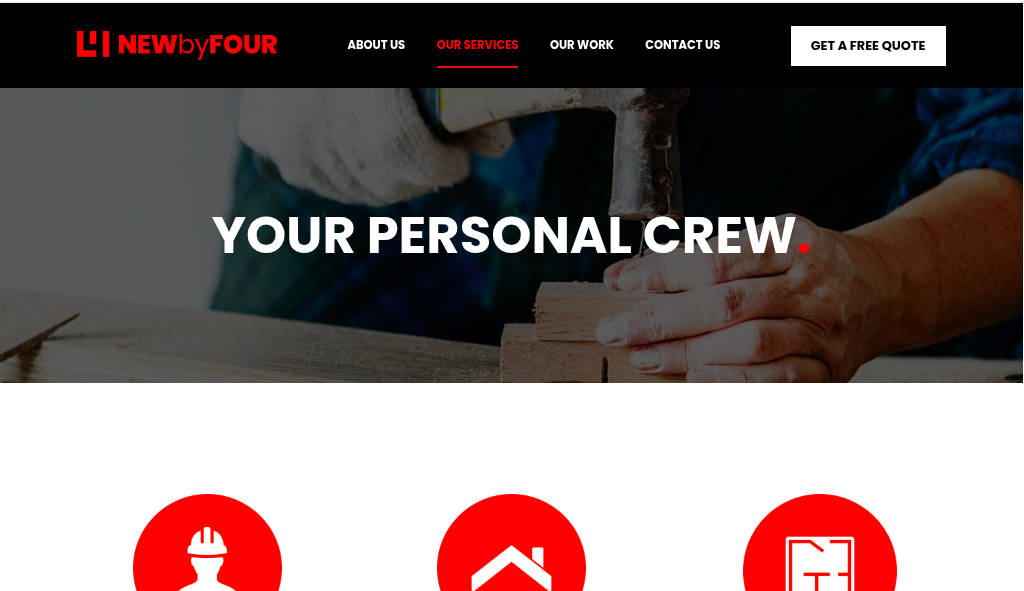 NEWbyFOUR
ABOUT US
OUR SERVICES
OUR WORK
CONTACT US
GET A FREE QUOTE
YOUR PERSONAL CREW.